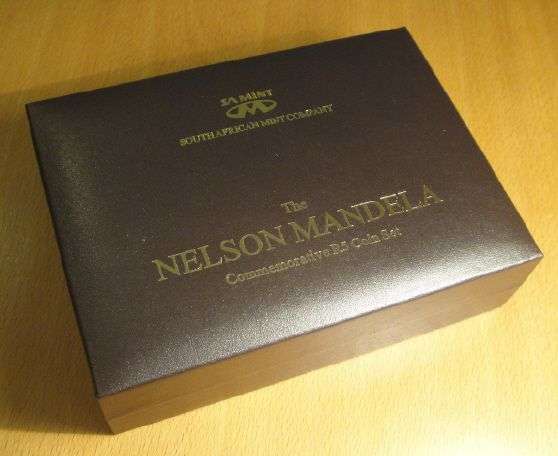 SA MINT
SOUTH AFRICAN MINT COMPANY
The
NELSON MANDELA
Commemorative R5 Coin Set